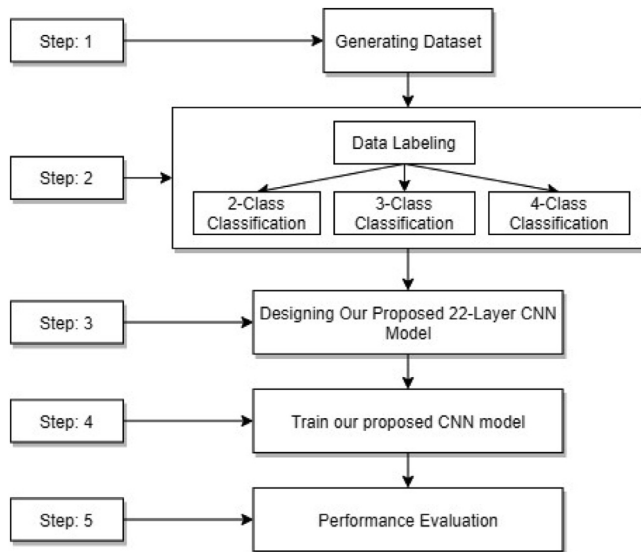 Step: 1
Generating Dataset
Step: 2
Data Labeling
2-Class
Classification
3-Class
Classification
4-Class
Classification
Step: 3
Designing Our Proposed 22-Layer CNN
Model
Step: 4
Train our proposed CNN model
Step: 5
Performance Evaluation